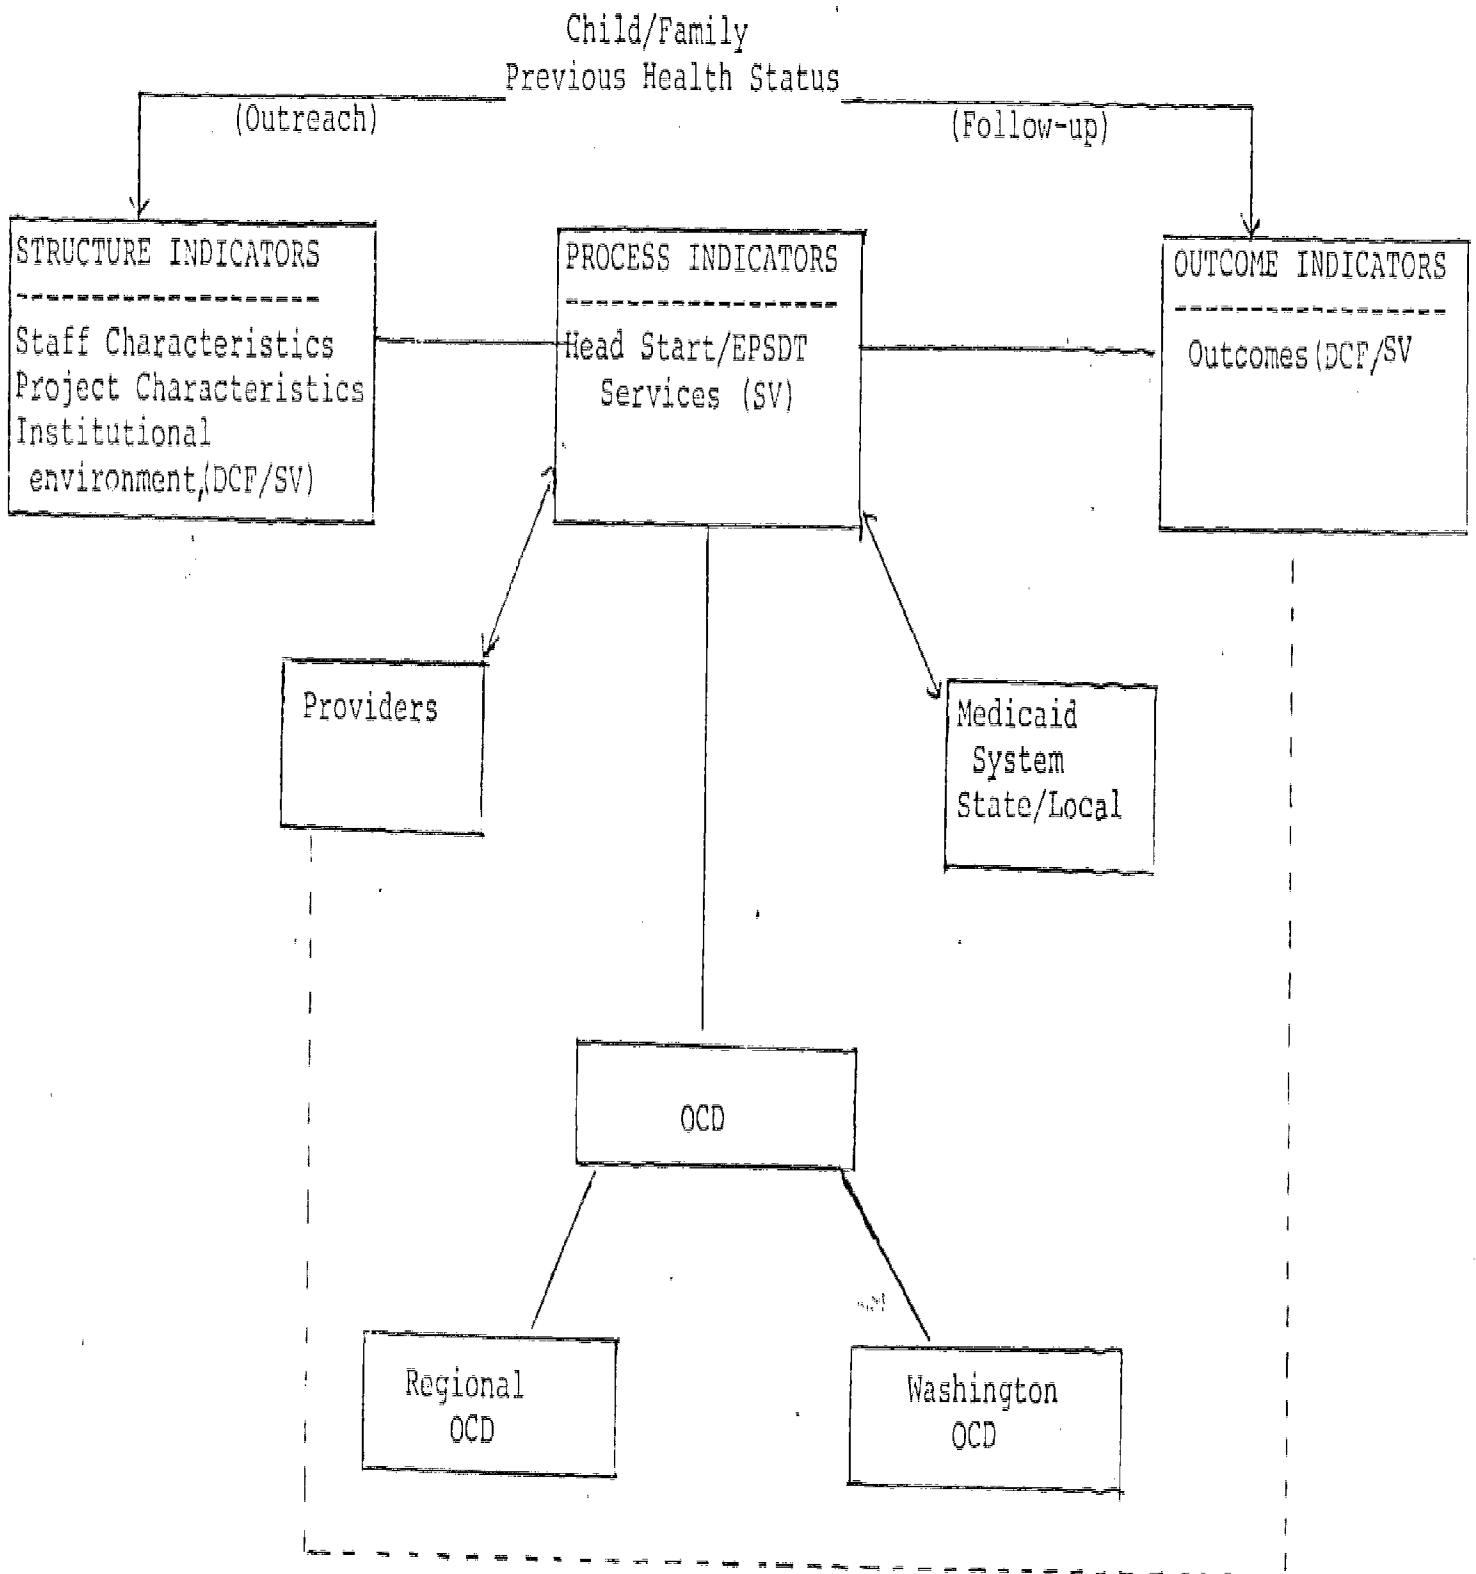 Child/Family
Previous Health Status
(Outreach)
(Follow-up)
STRUCTURE INDICATORS
Staff Characteristics
Project Characteristics
Institutional
environment,(DCF/SV)
PROCESS INDICATORS
Head Start/EPSDT
Services (SV)
OUTCOME INDICATORS
Outcomes(DCF/SV
Providers
Medicaid
System
State/Local
OCD
Regional
OCD
Washington
OCD